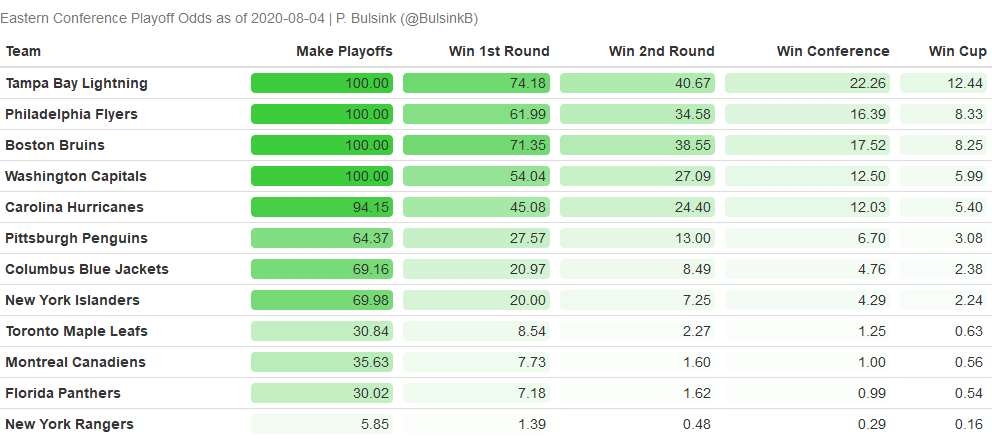 Eastern Conference Playoff Odds as of 2020-08-04 | P. Bulsink (@BulsinkB)
Team Make Playoffs Win 1st Round Win 2nd Round Win Conference Win Cup
Tampa Bay Lightning 100.00 74.18 40.67 22.26 12.44
Philadelphia Flyers 100.00 61.99 34.58 16.39 8.33
Boston Bruins 100.00 71.35 38.55 17.52 8.25
Washington Capitals 100.00 54.04 27.09 12.50 5.99
Carolina Hurricanes 94.15 45.08 24.40 12.03 5.40
Pittsburgh Penguins 64.37 27.57 13.00 6.70 3.08
Columbus Blue Jackets 69.16 20.97 8.49 4.76 2.38
New York Islanders 69.98 20.00 7.25 4.29 2.24
Toronto Maple Leafs 30.84 8.54 2.27 1.25 0.63
Montreal Canadiens 35.63 7.73 1.60 1.00 0.56
Florida Panthers 30.02 7.18 1.62 0.99 0.54
New York Rangers 5.85 1.39 0.48 0.29 0.16